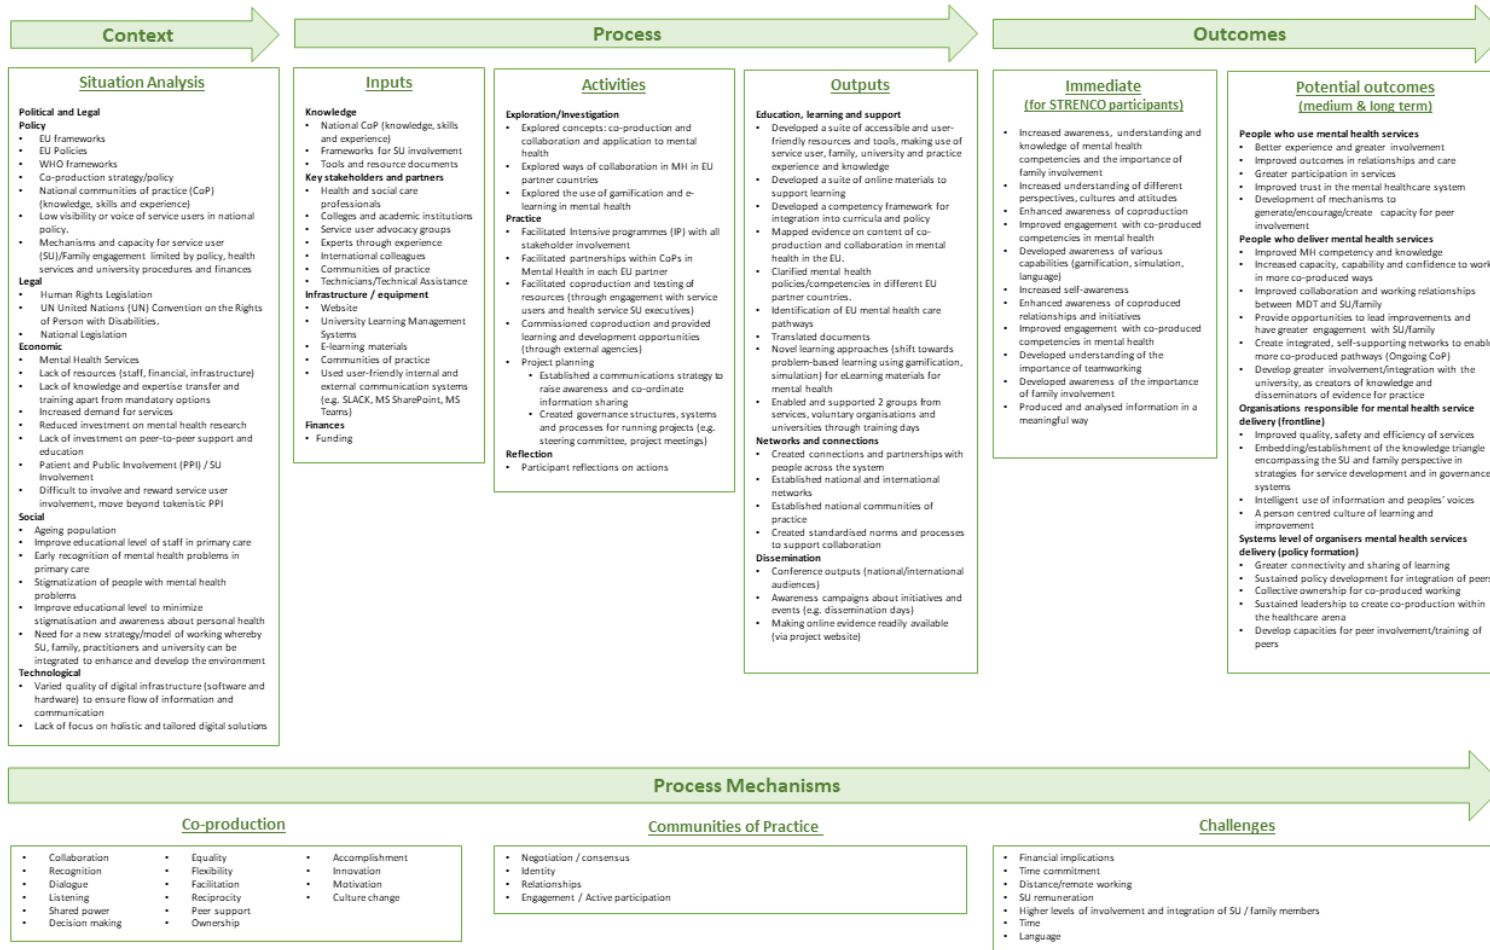 Context
Process
Outcomes
Situation Analysis
Political and Legal
Policy
• EU frameworks
• EU Policies
• WHO frameworks
• Co-production strategy/policy
• National communities of practice (CoP)
(knowledge, skills and experience)
• Low visibility or voice of service users in national
policy.
• Mechanisms and capacity for service user
(SU)/Family engagement limited by policy, health
services and university procedures and finances
Legal
• Human Rights Legislation
• UN United Nations (UN) Convention on the Rights
of Person with Disabilities.
• National Legislation
Economic
• Mental Health Services
• Lack of resources (staff, financial, infrastructure)
• Lack of knowledge and expertise transfer and
training apart from mandatory options
• Increased demand for services
• Reduced investment on mental health research
• Lack of investment on peer-to-peer support and
education
• Patient and Public Involvement (PPI) / SU
Involvement
• Difficult to involve and reward service user
involvement, move beyond tokenistic PPI
Social
• Ageing population
• Improve educational level of staff in primary care
• Early recognition of mental health problems in
primary care
• Stigmatization of people with mental health
problems
• Improve educational level to minimize
stigmatisation and awareness about personal health
• Need for a new strategy/model of working whereby
SU, family, practitioners and university can be
integrated to enhance and develop the environment
Technological
• Varied quality of digital infrastructure (software and
hardware) to ensure flow of information and
communication
• Lack of focus on holistic and tailored digital solutions
Inputs
Knowledge
• National CoP (knowledge, skills
and experience)
• Frameworks for SU involvement
• Tools and resource documents
Key stakeholders and partners
• Health and social care
professionals
• Colleges and academic institutions
• Service user advocacy groups
• Experts through experience
• International colleagues
• Communities of practice
• Technicians/Technical Assistance
Infrastructure / equipment
• Website
• University Learning Management
Systems
• E-learning materials
• Communities of practice
• Used user-friendly internal and
external communication systems
(e.g. SLACK, MS SharePoint, MS
Teams)
Finances
• Funding
Activities
Exploration/Investigation
• Explored concepts: co-production and
collaboration and application to mental
health
• Explored ways of collaboration in MH in EU
partner countries
• Explored the use of gamification and e-
learning in mental health
Practice
• Facilitated Intensive programmes (IP) with all
stakeholder involvement
• Facilitated partnerships within CoPs in
Mental Health in each EU partner
• Facilitated coproduction and testing of
resources (through engagement with service
users and health service SU executives)
• Commissioned coproduction and provided
learning and development opportunities
(through external agencies)
• Project planning
• Established a communications strategy to
raise awareness and co-ordinate
information sharing
• Created governance structures, systems
and processes for running projects (e.g.
steering committee, project meetings)
Reflection
• Participant reflections on actions
Outputs
Education, learning and support
• Developed a suite of accessible and user-
friendly resources and tools, making use of
service user, family, university and practice
experience and knowledge
• Developed a suite of online materials to
support learning
• Developed a competency framework for
integration into curricula and policy
• Mapped evidence on content of co-
production and collaboration in mental
health in the EU.
• Clarified mental health
policies/competencies in different EU
partner countries.
• Identification of EU mental health care
pathways
• Translated documents
• Novel learning approaches (shift towards
problem-based learning using gamification,
simulation) for eLearning materials for
mental health
• Enabled and supported 2 groups from
services, voluntary organisations and
universities through training days
Networks and connections
• Created connections and partnerships with
people across the system
• Established national and international
networks
• Established national communities of
practice
• Created standardised norms and processes
to support collaboration
Dissemination
• Conference outputs (national/international
audiences)
• Awareness campaigns about initiatives and
events (e.g. dissemination days)
• Making online evidence readily available
(via project website)
Immediate
(for STRENCO participants)
• Increased awareness, understanding and
knowledge of mental health
competencies and the importance of
family involvement
• Increased understanding of different
perspectives, cultures and attitudes
• Enhanced awareness of coproduction
• Improved engagement with co-produced
competencies in mental health
• Developed awareness of various
capabilities (gamification, simulation,
language)
• Increased self-awareness
• Enhanced awareness of coproduced
relationships and initiatives
• Improved engagement with co-produced
competencies in mental health
• Developed understanding of the
importance of teamworking
• Developed awareness of the importance
of family involvement
• Produced and analysed information in a
meaningful way
Potential outcomes
(medium & long term)
People who use mental health services
• Better experience and greater involvement
• Improved outcomes in relationships and care
• Greater participation in services
• Improved trust in the mental healthcare system
• Development of mechanisms to
generate/encourage/create capacity for peer
involvement
People who deliver mental health services
• Improved MH competency and knowledge
• Increased capacity, capability and confidence to work
in more co-produced ways
• Improved collaboration and working relationships
between MDT and SU/family
• Provide opportunities to lead improvements and
have greater engagement with SU/family
• Create integrated, self-supporting networks to enable
more co-produced pathways (Ongoing CoP)
• Develop greater involvement/integration with the
university, as creators of knowledge and
disseminators of evidence for practice
Organisations responsible for mental health service
delivery (frontline)
• Improved quality, safety and efficiency of services
• Embedding/establishment of the knowledge triangle
encompassing the SU and family perspective in
strategies for service development and in governance
systems
• Intelligent use of information and peoples' voices
• A person centred culture of learning and
improvement
Systems level of organisers mental health services
delivery (policy formation)
• Greater connectivity and sharing of learning
• Sustained policy development for integration of peers
• Collective ownership for co-produced working
• Sustained leadership to create co-production within
the healthcare arena
• Develop capacities for peer involvement/training of
peers
Process Mechanisms
Co-production
• Collaboration
• Recognition
• Dialogue
• Listening
• Shared power
• Decision making
• Equality
• Flexibility
• Facilitation
• Reciprocity
• Peer support
• Ownership
• Accomplishment
• Innovation
• Motivation
• Culture change
Communities of Practice
• Negotiation / consensus
• Identity
• Relationships
• Engagement / Active participation
Challenges
• Financial implications
• Time commitment
• Distance/remote working
• SU remuneration
• Higher levels of involvement and integration of SU / family members
• Time
• Language